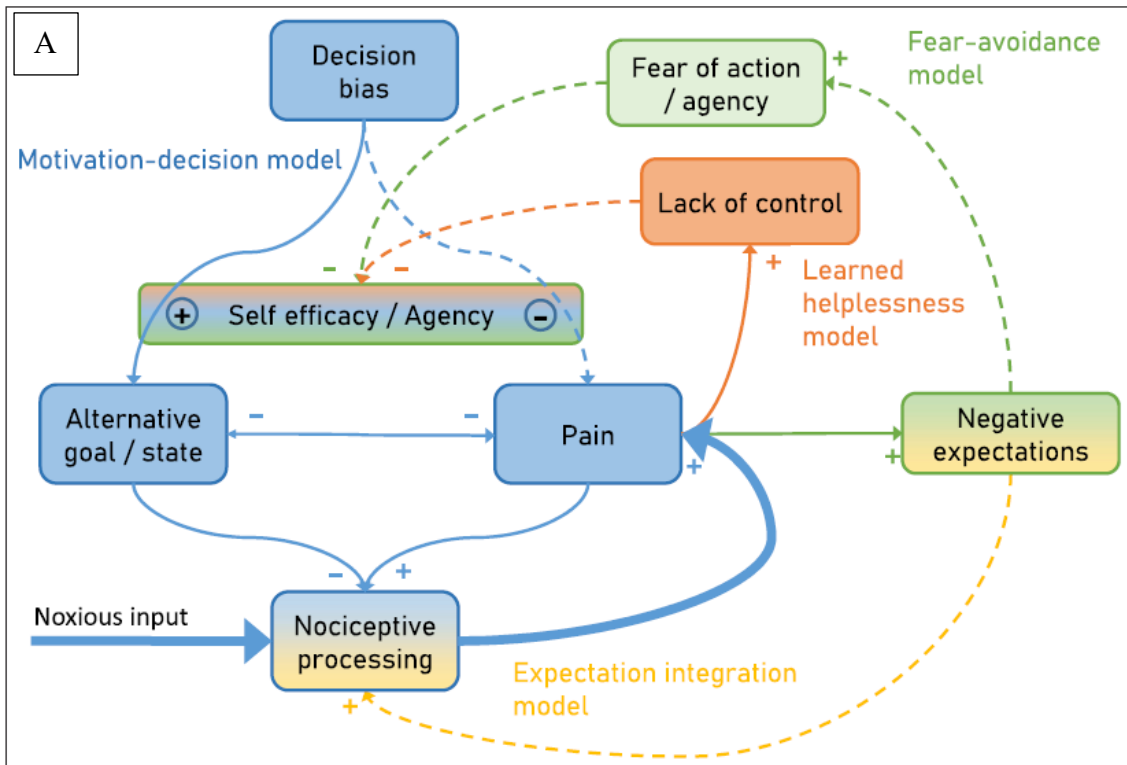 A
Decision
bias
Fear of action
/ agency
+
Fear-avoidance
model
Motivation-decision model
Lack of control
+
Learned
helplessness
model
- -
+ Self efficacy / Agency -
Alternative
goal / state
-
-
Pain
+
+
Negative
expectations
- +
Noxious input
Nociceptive
processing
+
Expectation integration
model